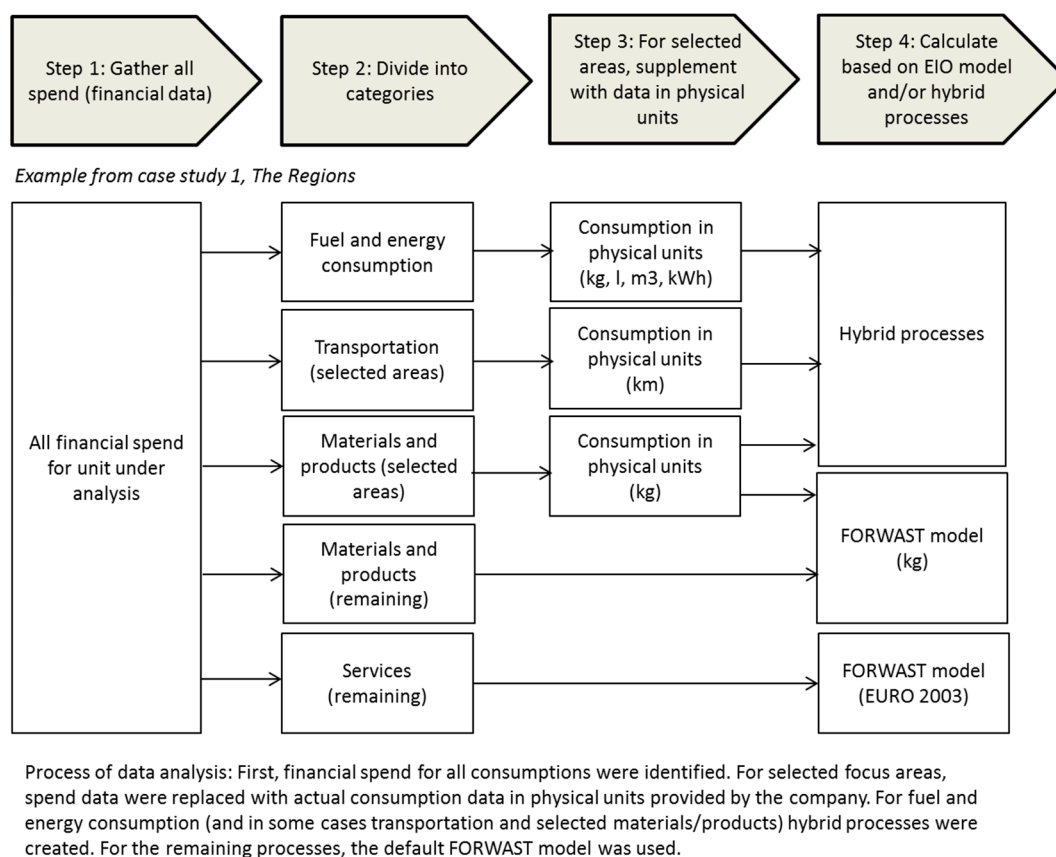 Step 1: Gather all
spend (financial data)
Step 2: Divide into
categories
Step 3: For selected
areas, supplement
with data in physical
units
Step 4: Calculate
based on EIO model
and/or hybrid
processes
Example from case study 1, The Regions
All financial spend
for unit under
analysis
Fuel and energy
consumption
Transportation
(selected areas)
Materials and
products (selected
areas)
Materials and
products
(remaining)
Services
(remaining)
Consumption in
physical units
(kg, l, m3, kWh)
Consumption in
physical units
(km)
Consumption in
physical units
(kg)
Hybrid processes
FORWAST model
(kg)
FORWAST model
(EURO 2003)
Process of data analysis: First, financial spend for all consumptions were identified. For selected focus areas,
spend data were replaced with actual consumption data in physical units provided by the company. For fuel and
energy consumption (and in some cases transportation and selected materials/products) hybrid processes were
created. For the remaining processes, the default FORWAST model was used.